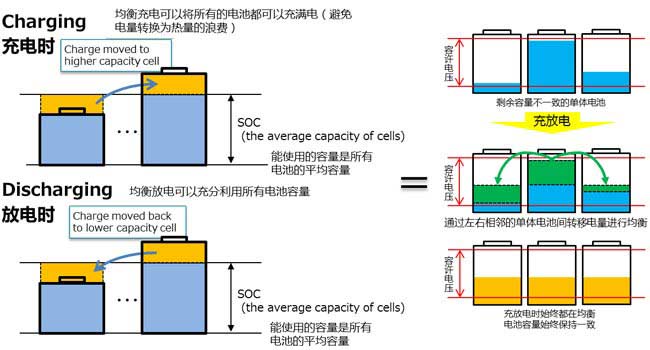 Charging
充电时
均衡充电可以将所有的电池都可以充满电（避免
电量转换为热量的浪费）
Charge moved to
higher capacity cell
SOC
(the average capacity of cells)
能使用的容量是所有
电池的平均容量
Discharging
放电时
均衡放电可以充分利用所有电池容量
Charge moved back
to lower capacity cell
SOC
(the average capacity of cells)
能使用的容量是所有
电池的平均容量
=
容许电压
剩余容量不一致的单体电池
充放电
容许电压
通过左右相邻的单体电池间转移电量进行均衡
容许电压
充放电时始终都在均衡
电池容量始终保持一致